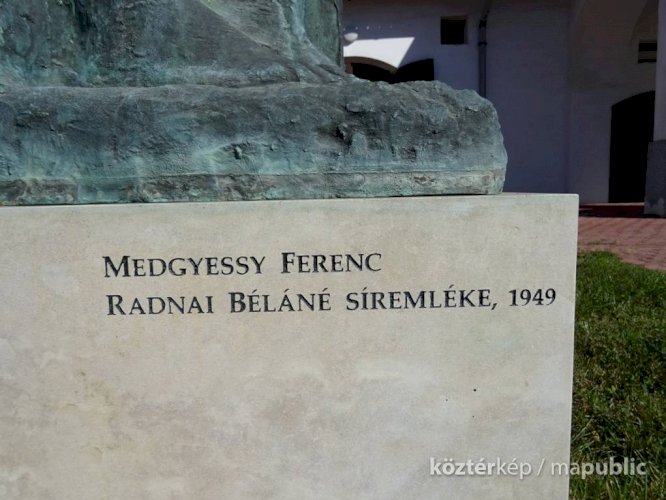 MEDGYESSY FERENC
RADNAI BÉLÁNÉ SÍREMLÉKE, 1949
köztérkép / mapublic